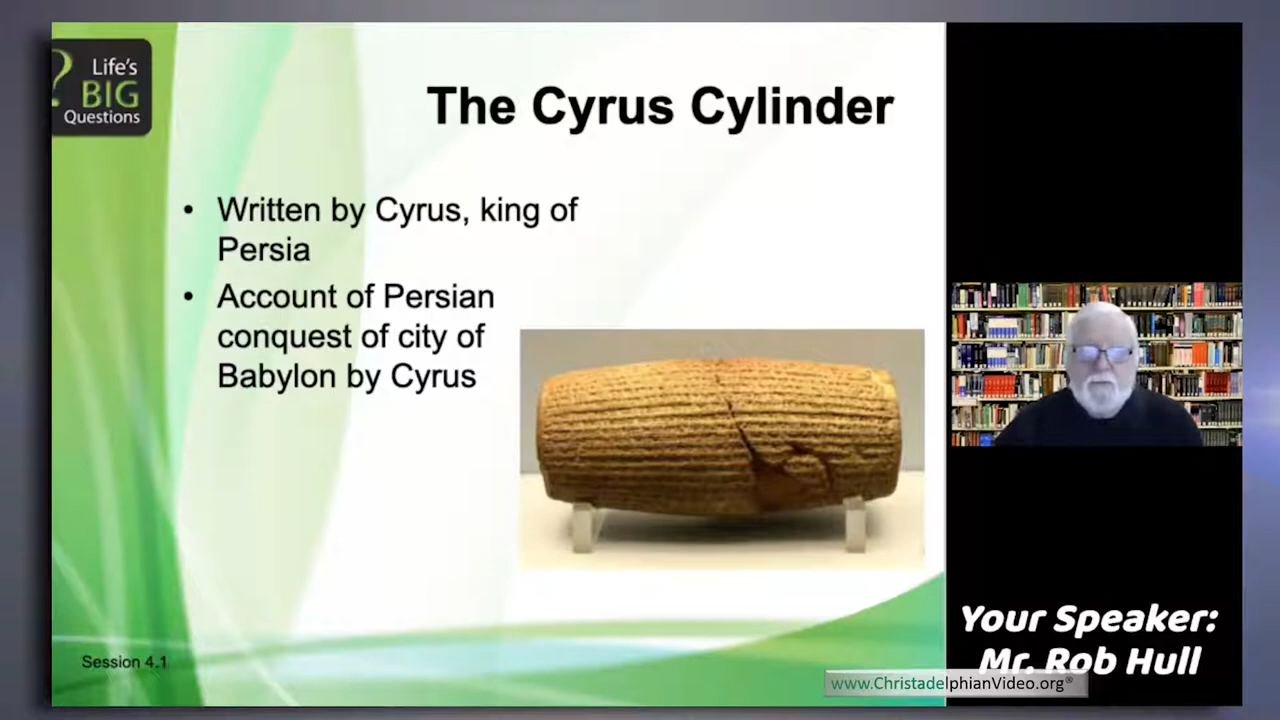 ?
Life's
BIG
Questions
The Cyrus Cylinder
• Written by Cyrus, king of
Persia
• Account of Persian
conquest of city of
Babylon by Cyrus
Session 4.1
Your Speaker:
Mr. Rob Hull
www.ChristadelphianVideo.org®